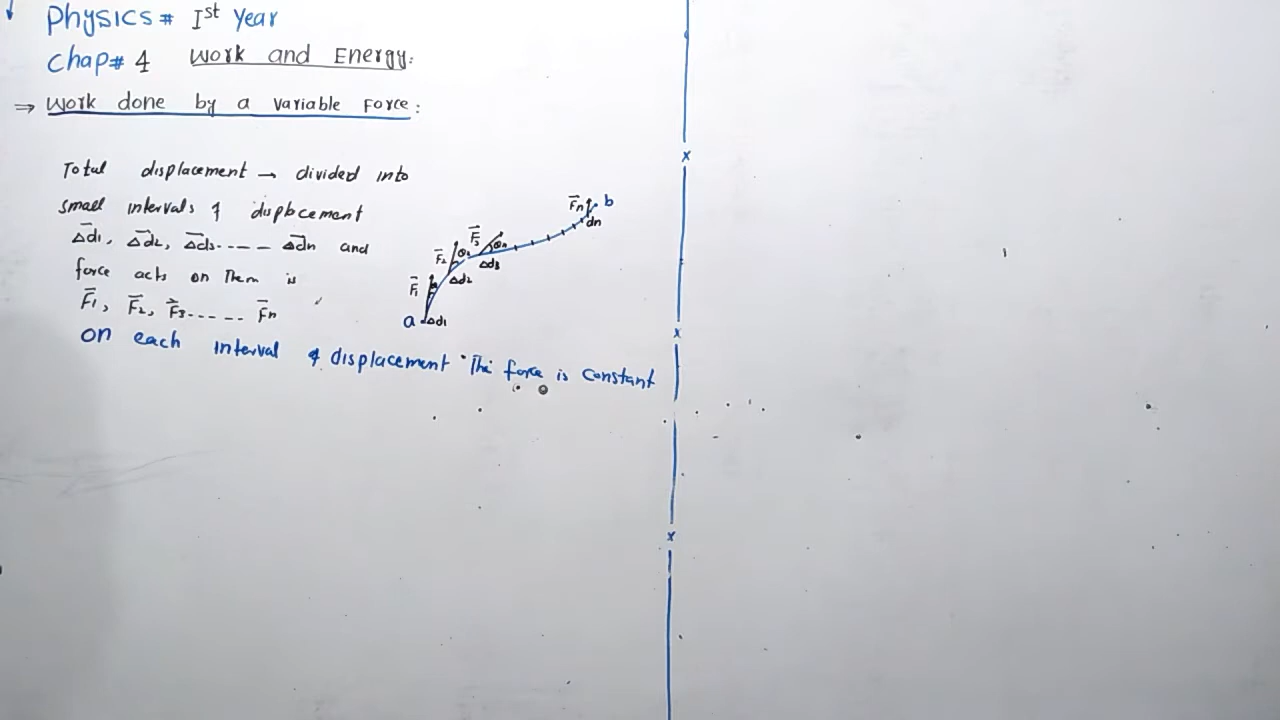 Physics # Ist Year
Chap# 4 Work and Energy:
⇒ Work done by a variable Force:
Total displacement → divided into
small intervals of displacement
Δd1, Δd2, Δd3---- Δdn and
force acts on Them is
F1, F2, F3----- Fn
on each interval of displacement The force is constant
Fn b
dn
F3 θn
F2 θ2
Δd3
Δd2
F1
a Δd1